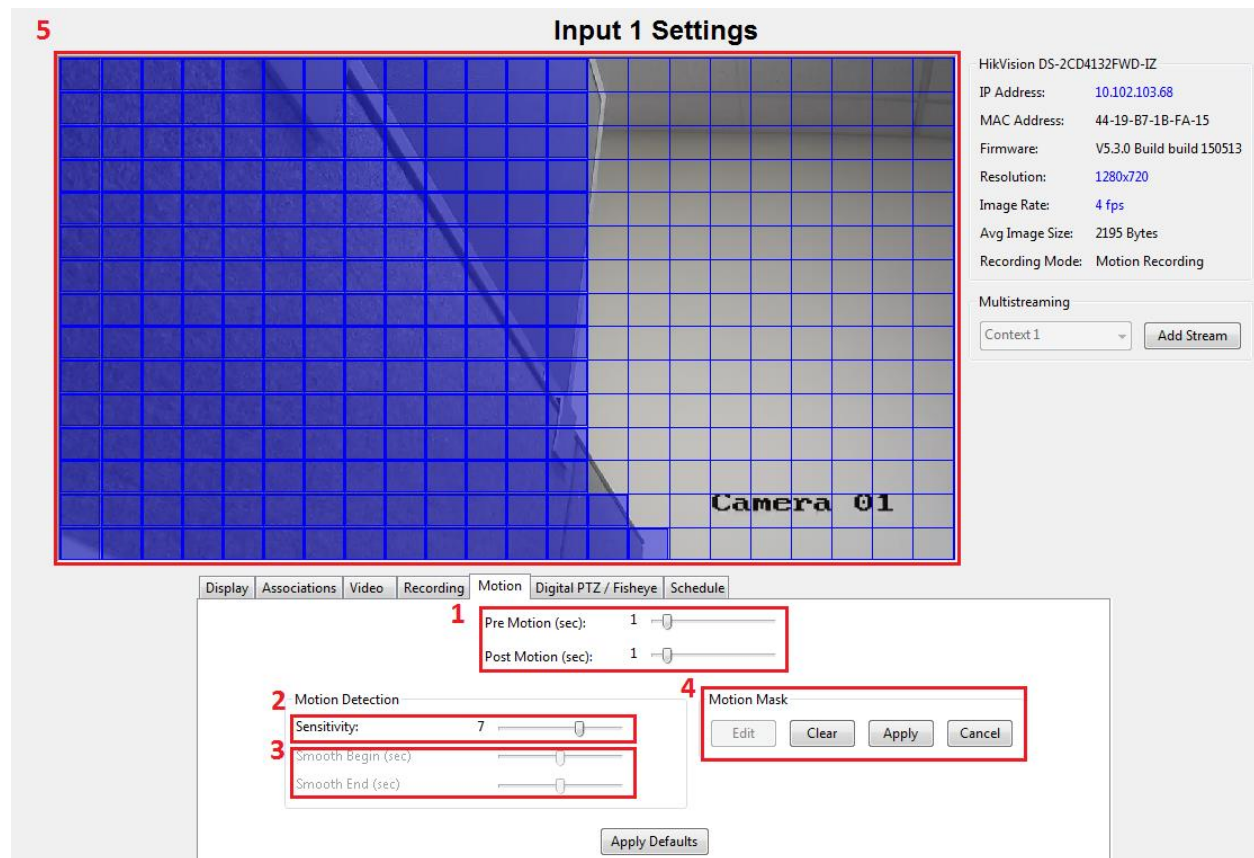 5
Input 1 Settings
HikVision DS-2CD4132FWD-IZ
IP Address: 10.102.103.68
MAC Address: 44-19-B7-1B-FA-15
Firmware: V5.3.0 Build build 150513
Resolution: 1280x720
Image Rate: 4 fps
Avg Image Size: 2195 Bytes
Recording Mode: Motion Recording
Multistreaming
Context 1 Add Stream
Camera 01
Display Associations Video Recording Motion Digital PTZ / Fisheye Schedule
1
Pre Motion (sec): 1
Post Motion (sec): 1
2
Motion Detection
Sensitivity: 7
3
Smooth Begin (sec)
Smooth End (sec)
4
Motion Mask
Edit Clear Apply Cancel
Apply Defaults